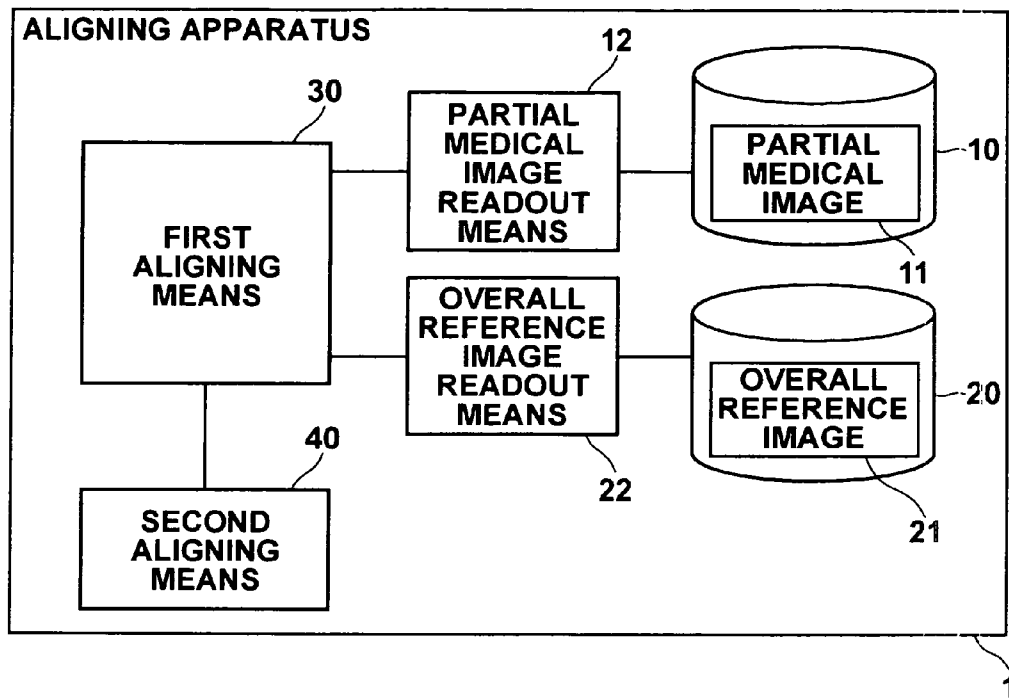 ALIGNING APPARATUS
30
12
FIRST
ALIGNING
MEANS
PARTIAL
MEDICAL
IMAGE
READOUT
MEANS
PARTIAL
MEDICAL
IMAGE
10
11
OVERALL
REFERENCE
IMAGE
READOUT
MEANS
22
OVERALL
REFERENCE
IMAGE
20
21
40
SECOND
ALIGNING
MEANS
1